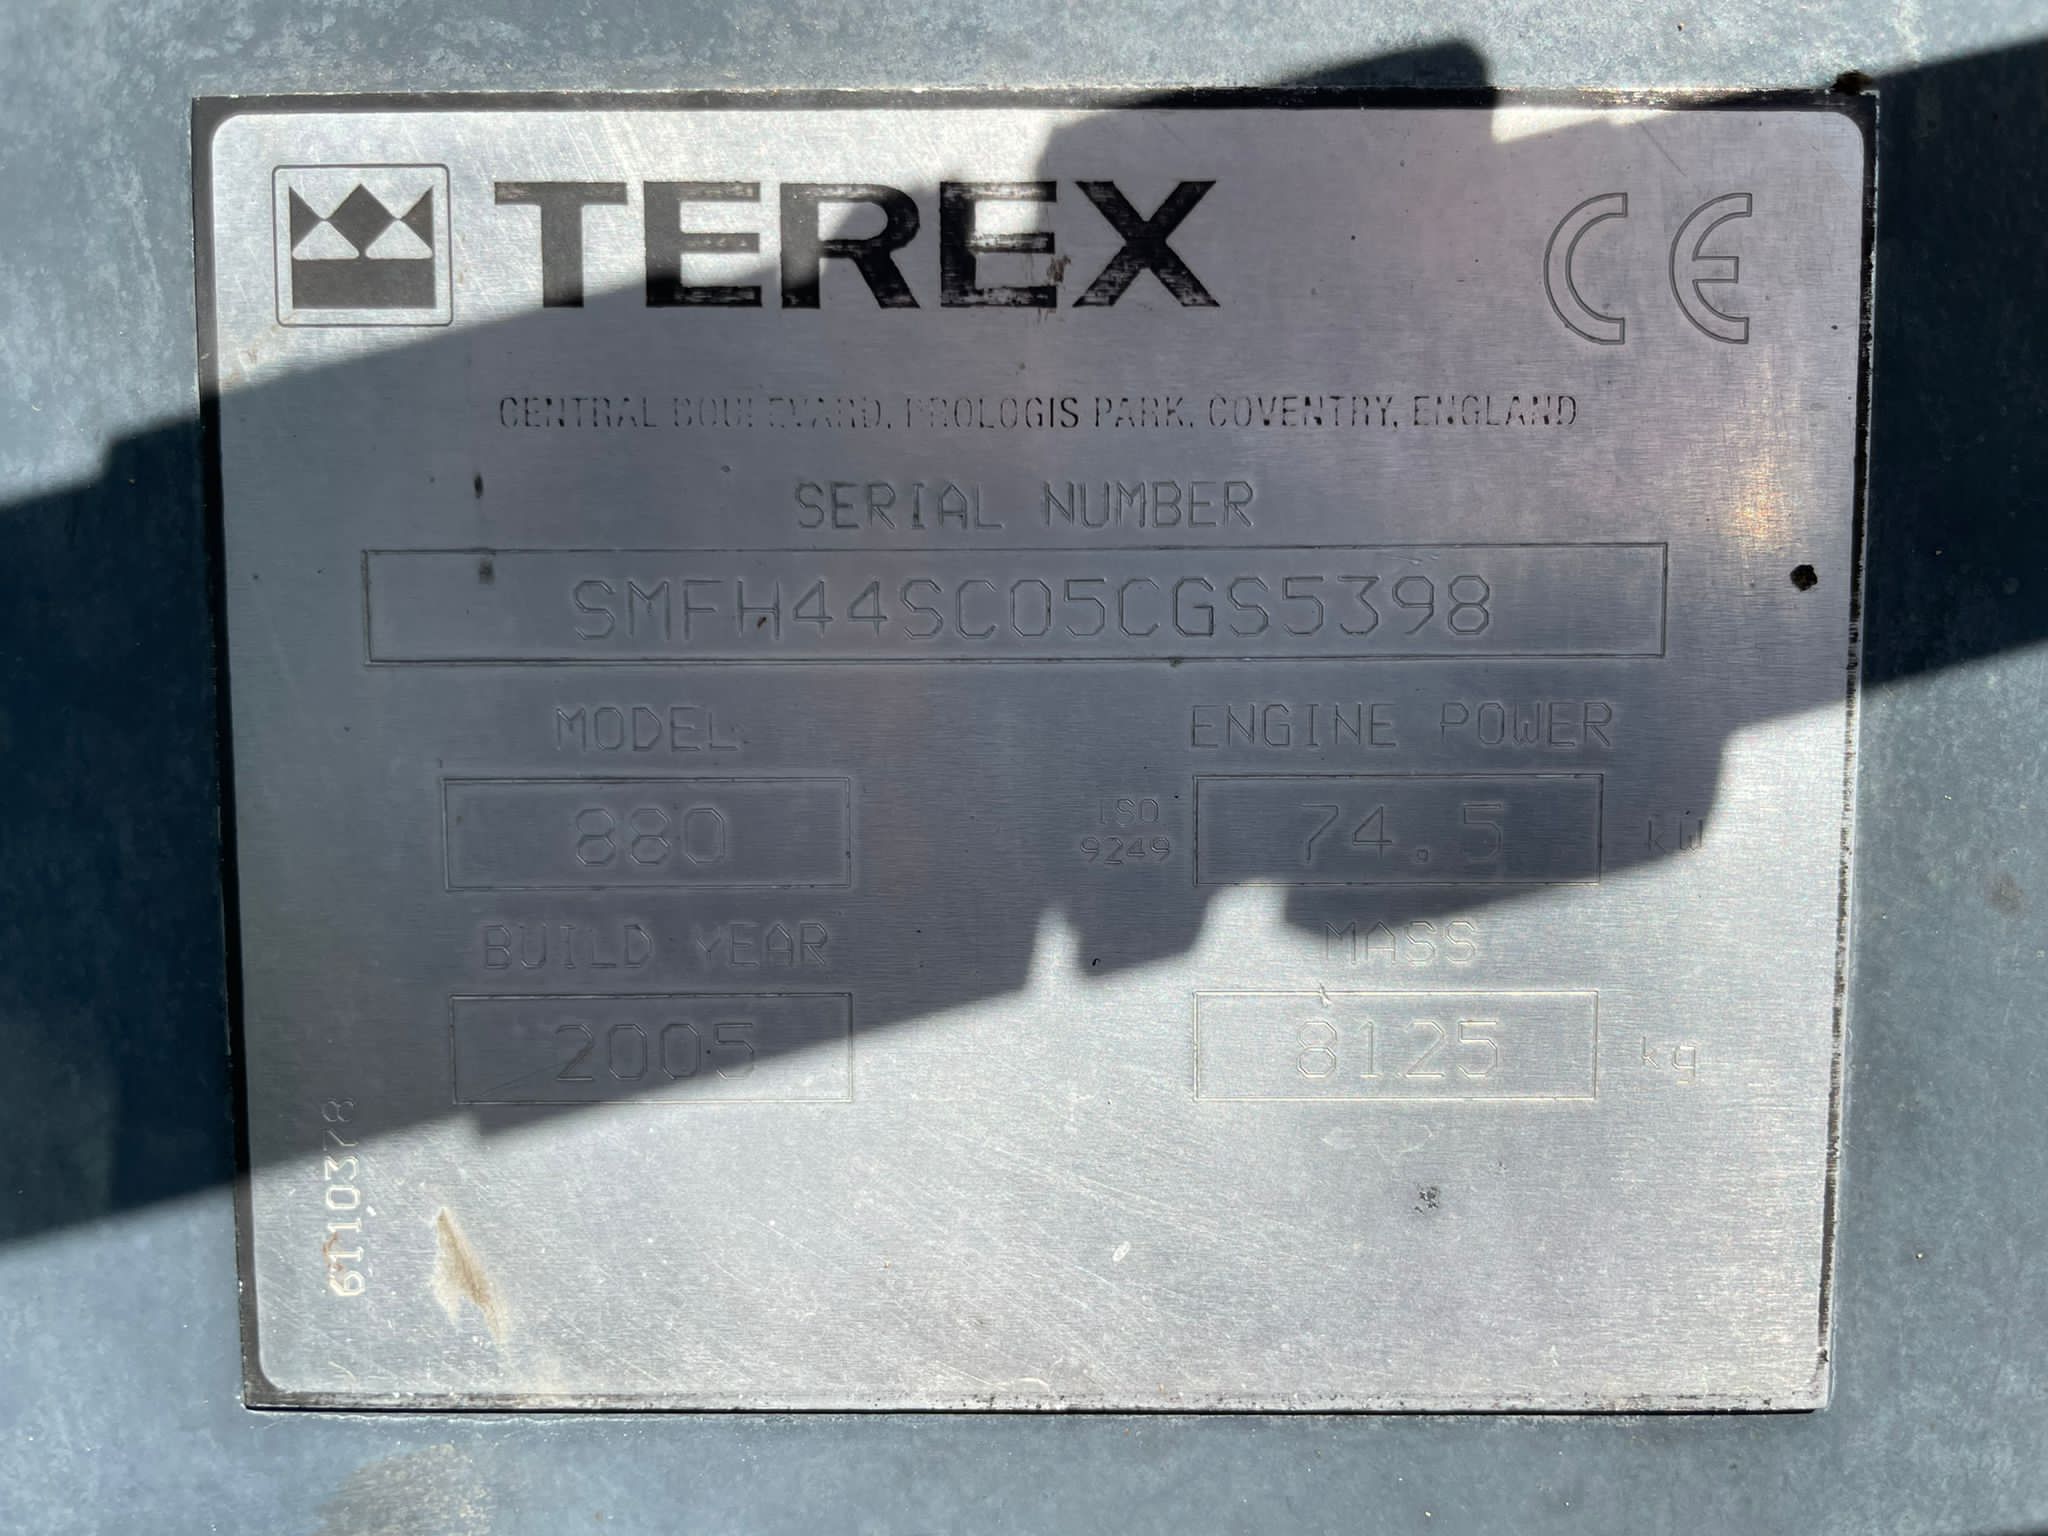 TEREX CE
CENTRAL BOULEVARD, PROLOGIS PARK, COVENTRY, ENGLAND
SERIAL NUMBER
SMFH44SC05CGS5398
MODEL
880
ENGINE POWER
ISO 9249
74.5 kW
BUILD YEAR
2005
MASS
8125 kg
6110378